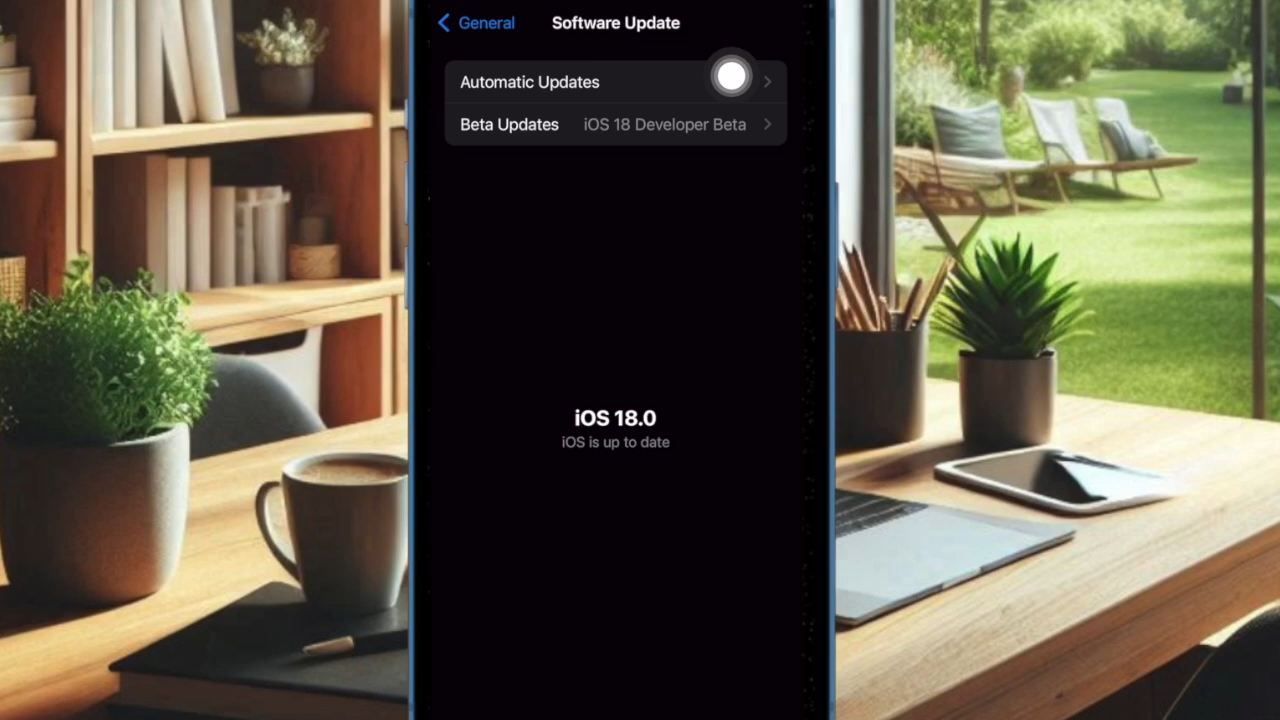 General
Software Update
Automatic Updates
Beta Updates iOS 18 Developer Beta
iOS 18.0
iOS is up to date